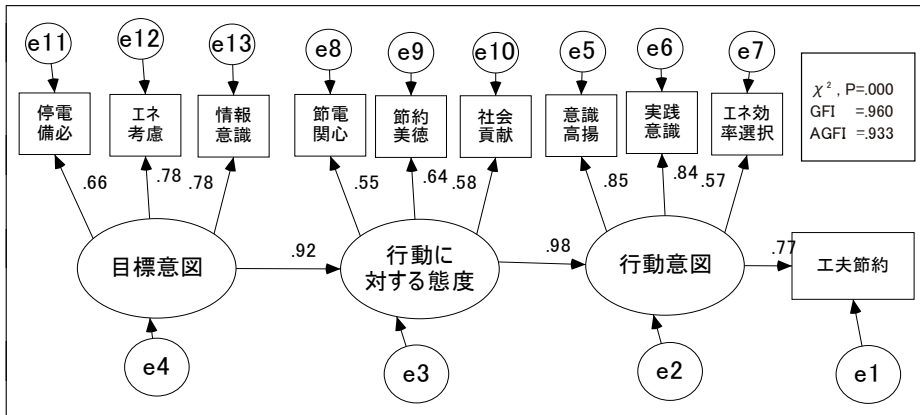 e11
e12
e13
e8
e9
e10
e5
e6
e7
停電
備必
エネ
考慮
情報
意識
節電
関心
節約
美徳
社会
貢献
意識
高揚
実践
意識
エネ効
率選択
χ², P=.000
GFI =.960
AGFI =.933
.66
.78
.78
.55
.64
.58
.85
.84
.57
目標意図
.92
行動に
対する態度
.98
行動意図
.77
工夫節約
e4
e3
e2
e1